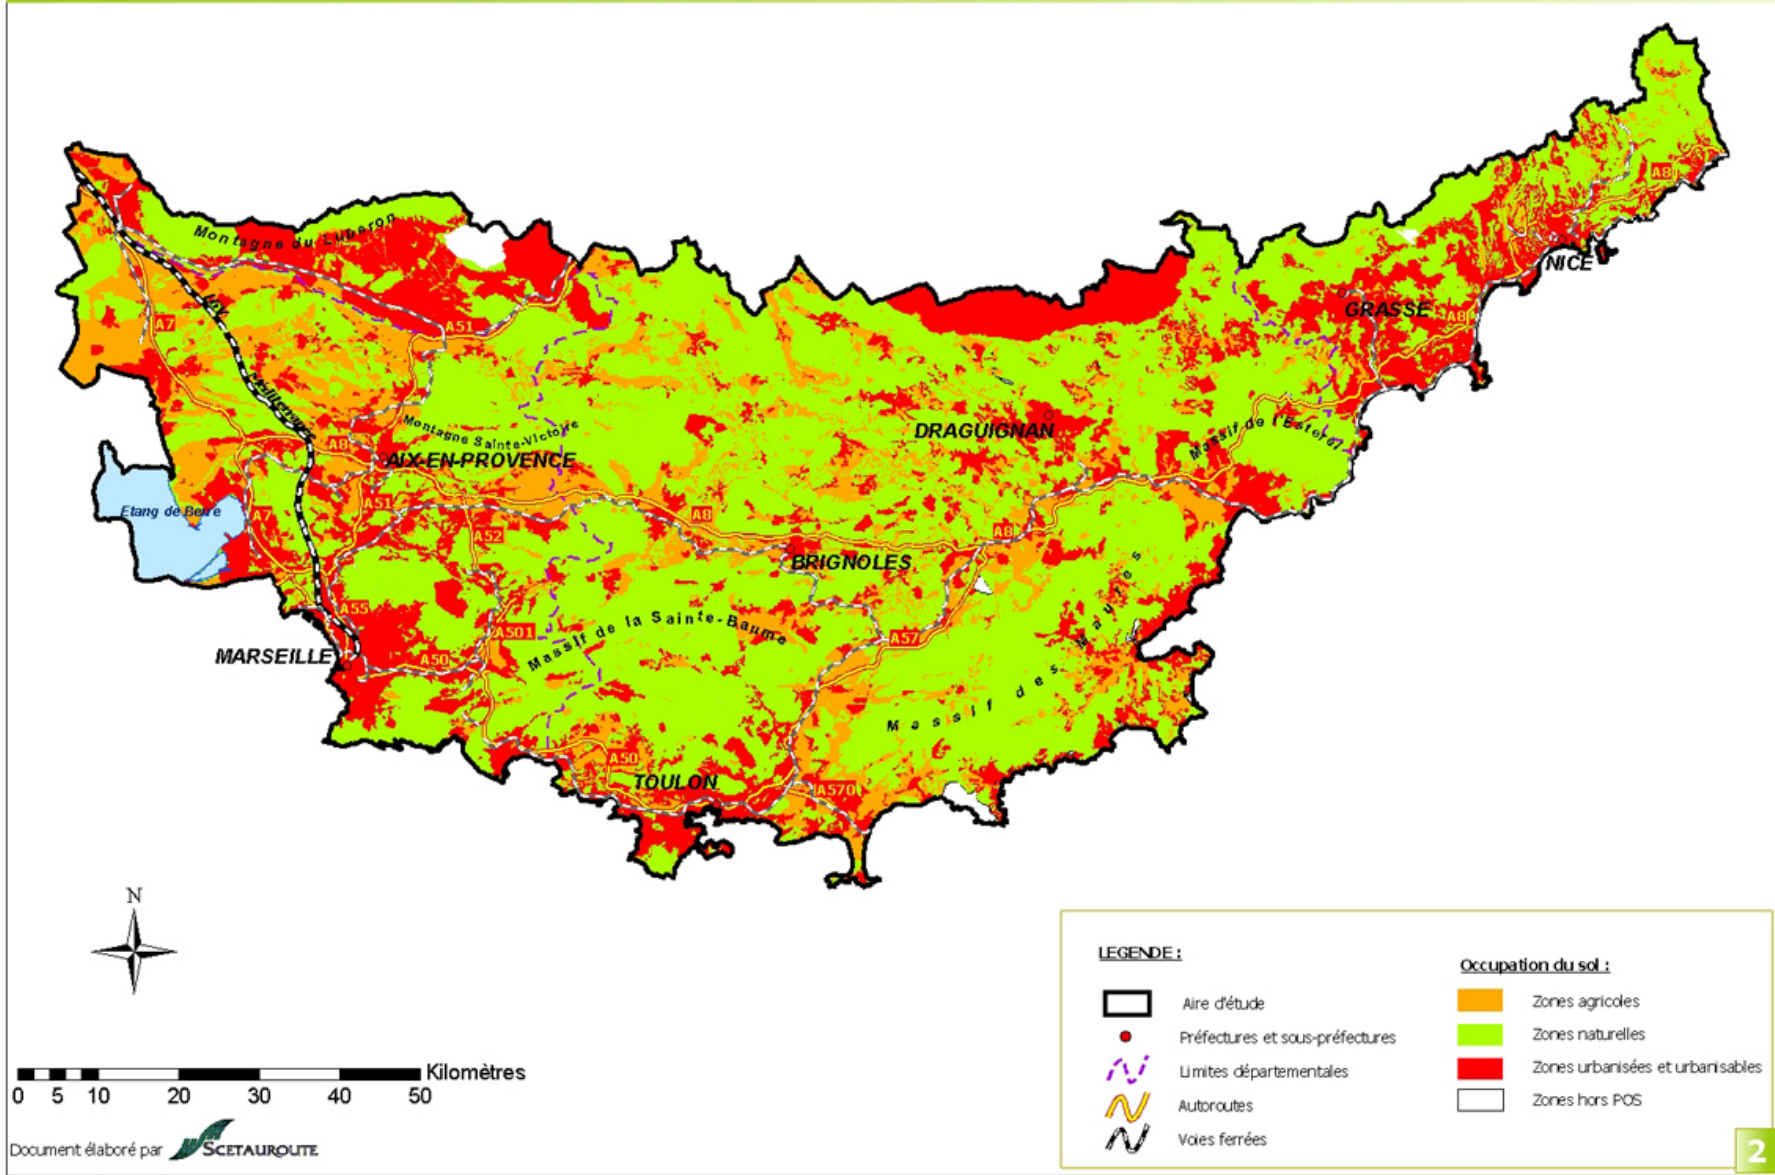 Montagne du Luberon
A8
NICE
GRASSE
A8
LGV
A7
A51
Méditerranée
DRAGUIGNAN
Massif de l'Esterel
Montagne Sainte-Victoire
A8
AIX-EN-PROVENCE
Etang de Berre
A7
A51
A8
A52
A8
BRIGNOLES
A55
Massif de la Sainte-Baume
A501
A57
MARSEILLE
A50
Massif des Maures
A50
TOULON
A570
N
Kilomètres
0 5 10 20 30 40 50
Document élaboré par SCETAUROUTE
LEGENDE :
Aire d'étude
Préfectures et sous-préfectures
Limites départementales
Autoroutes
Voies ferrées
Occupation du sol :
Zones agricoles
Zones naturelles
Zones urbanisées et urbanisables
Zones hors POS
2